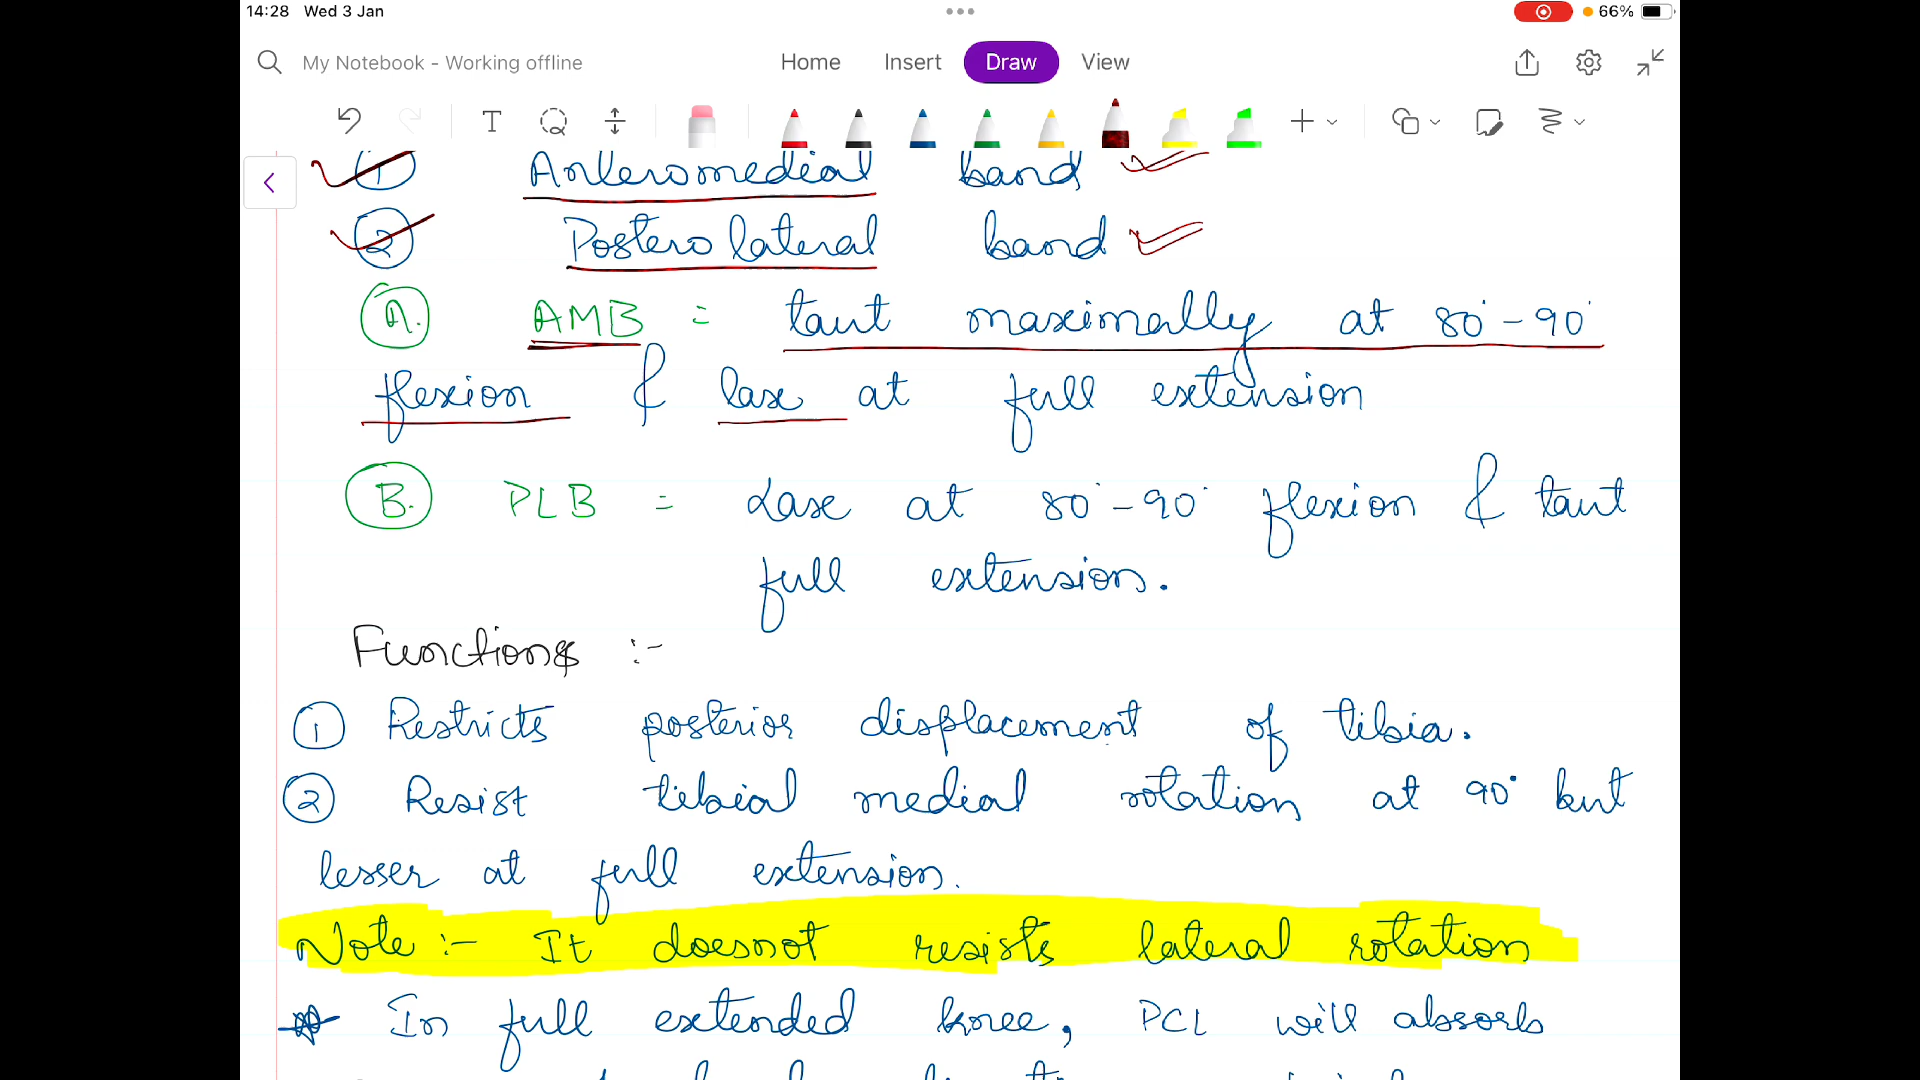 14:28 Wed 3 Jan
66%
My Notebook - Working offline
Home Insert Draw View
T
① Anteromedial band
② Postero lateral band
A. AMB = taut maximally at 80° - 90°
flexion & lax at full extension
B. PLB = Lax at 80° - 90° flexion & taut
full extension.
Functions :-
① Restricts posterior displacement of tibia.
② Resist tibial medial rotation at 90° but
lesser at full extension.
Note :- It doesnot resists lateral rotation
In full extended knee, PCL will absorb